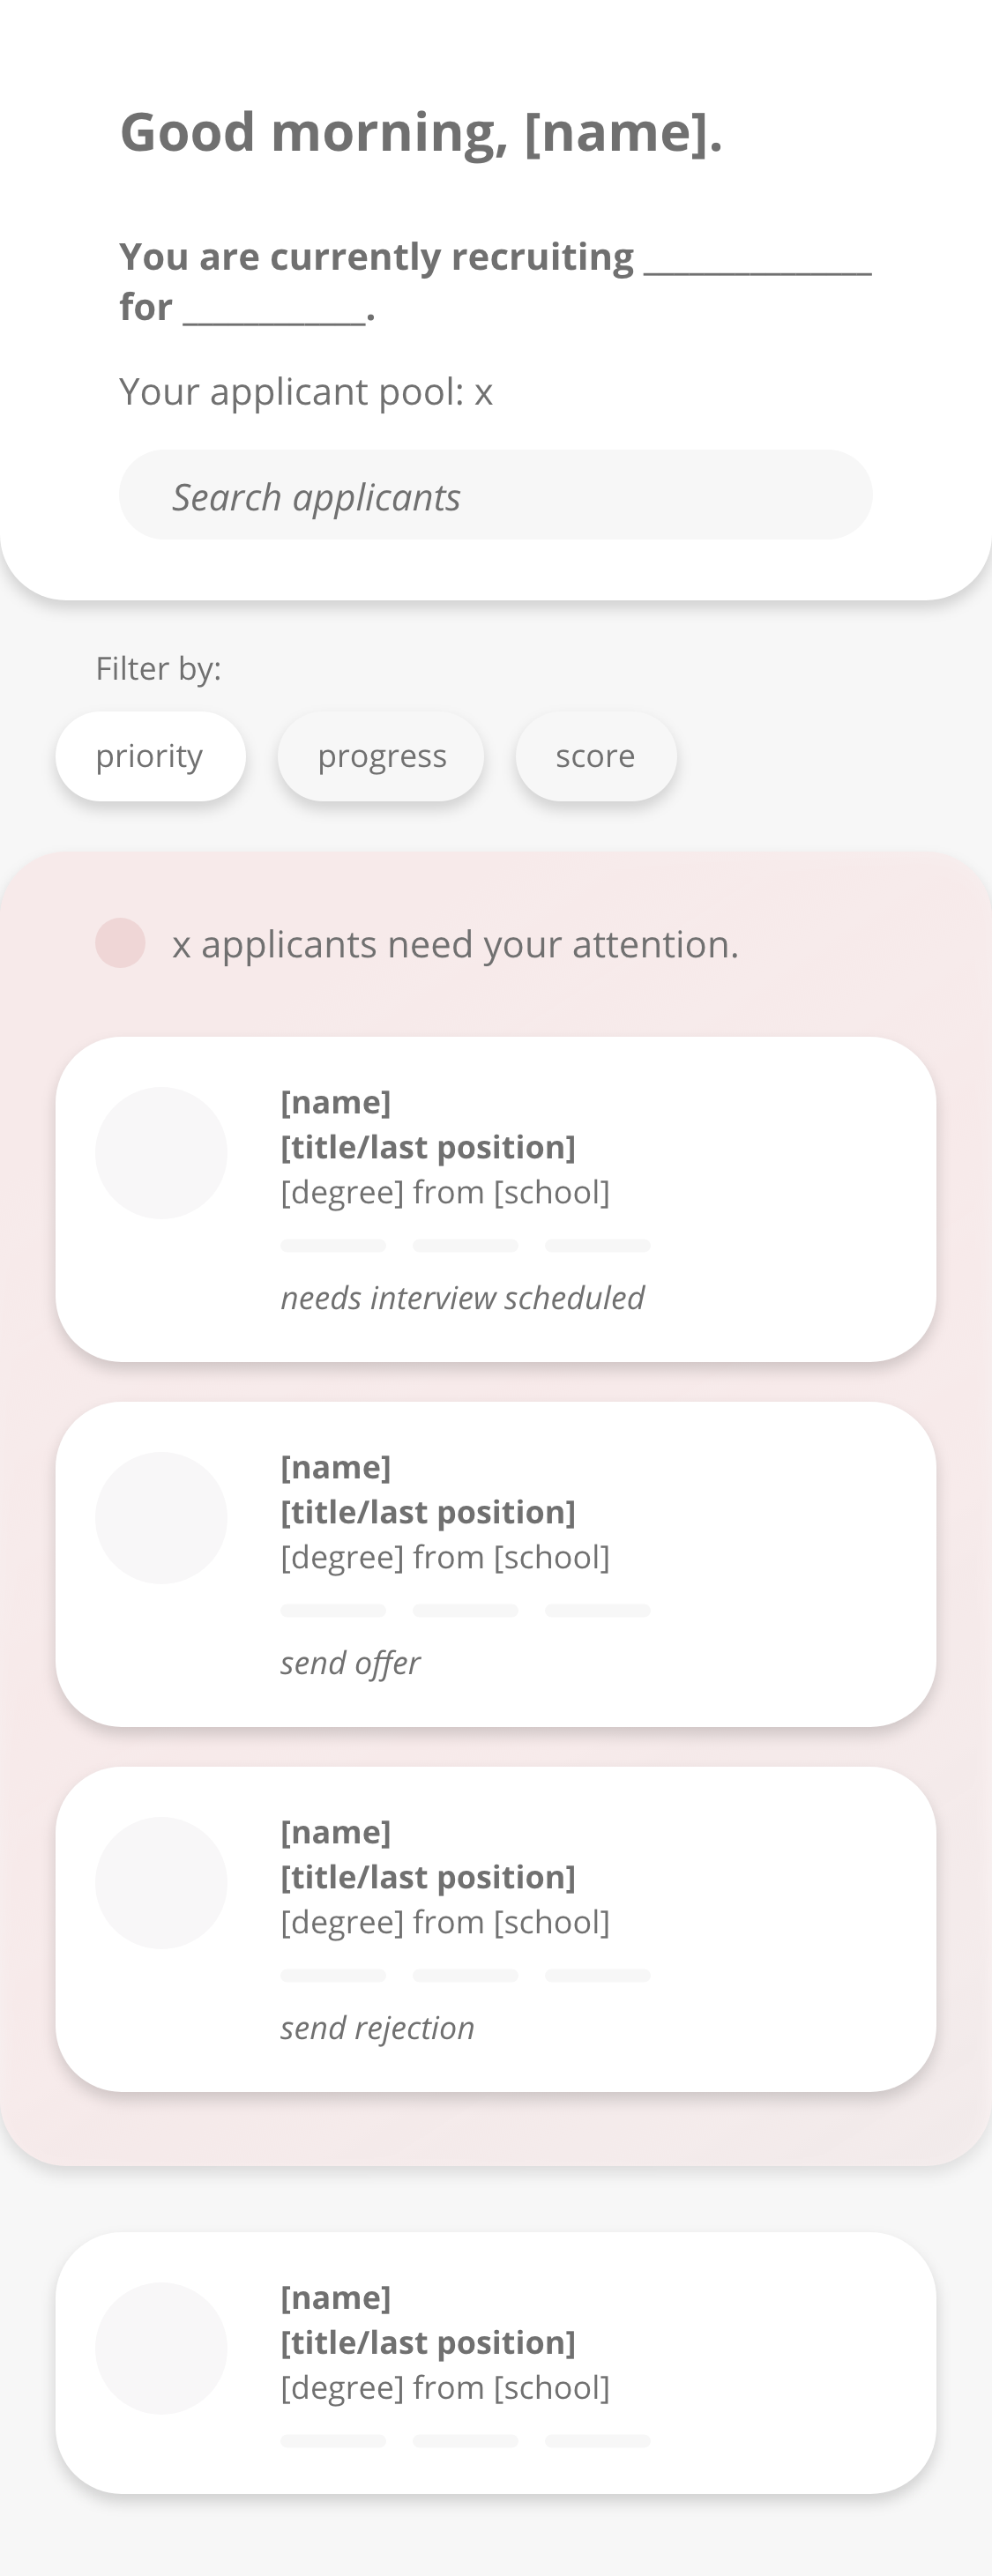 Good morning, [name].
You are currently recruiting _______________
for ____________.
Your applicant pool: x
Search applicants
Filter by:
priority
progress
score
x applicants need your attention.
[name]
[title/last position]
[degree] from [school]
needs interview scheduled
[name]
[title/last position]
[degree] from [school]
send offer
[name]
[title/last position]
[degree] from [school]
send rejection
[name]
[title/last position]
[degree] from [school]